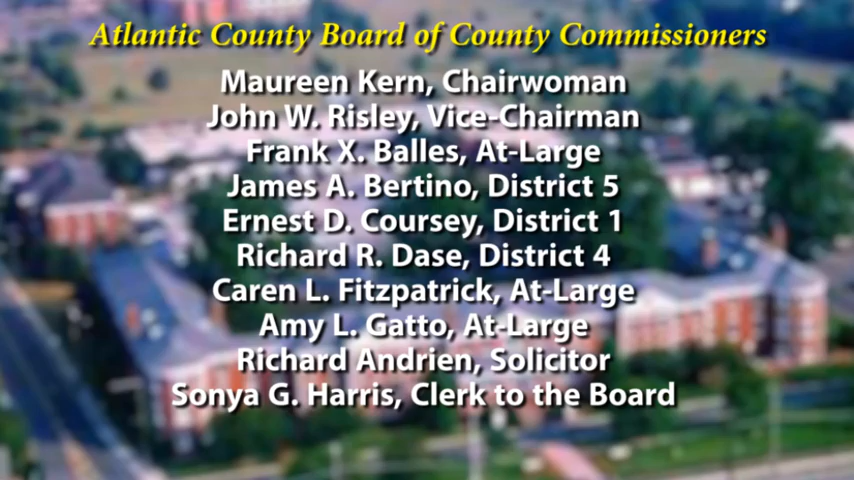 Atlantic County Board of County Commissioners
Maureen Kern, Chairwoman
John W. Risley, Vice-Chairman
Frank X. Balles, At-Large
James A. Bertino, District 5
Ernest D. Coursey, District 1
Richard R. Dase, District 4
Caren L. Fitzpatrick, At-Large
Amy L. Gatto, At-Large
Richard Andrien, Solicitor
Sonya G. Harris, Clerk to the Board